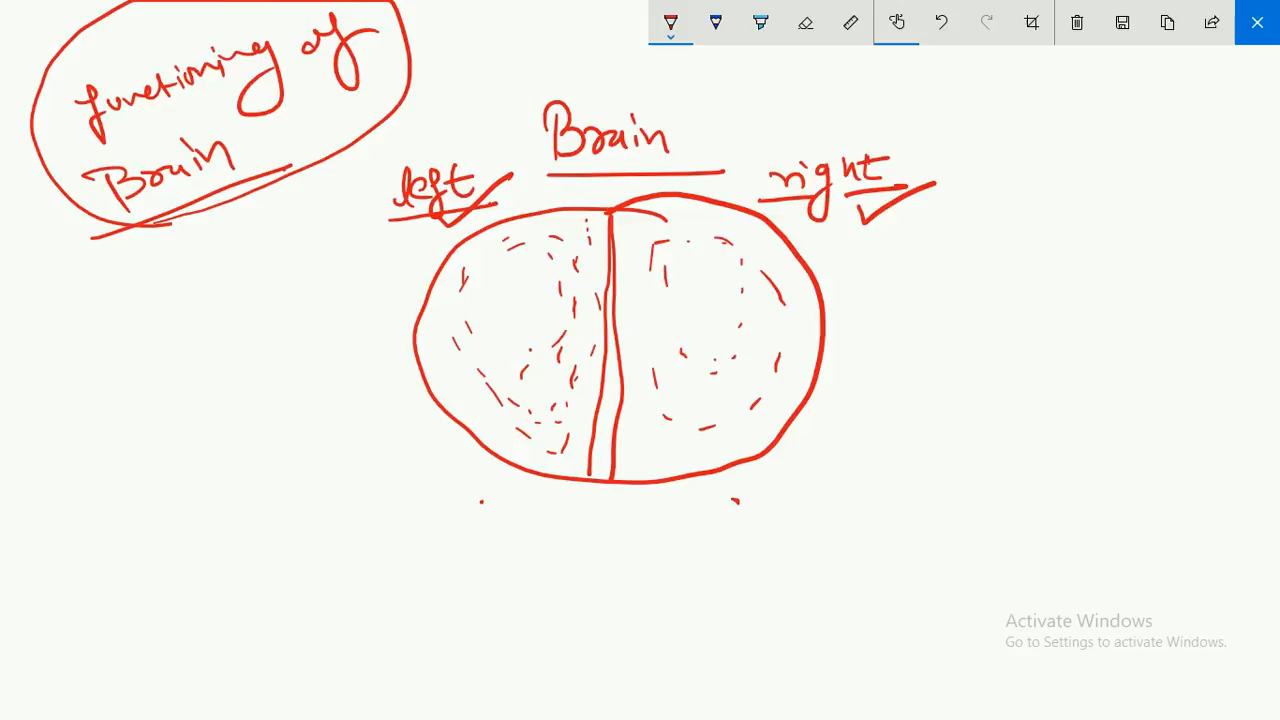 functioning of
Brain
Brain
left
right
Activate Windows
Go to Settings to activate Windows.